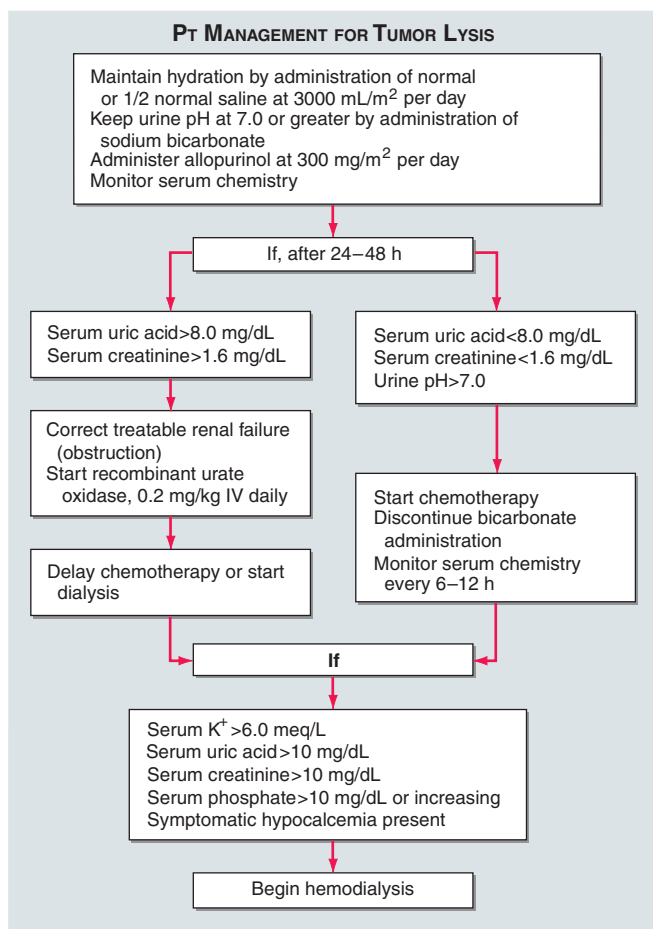 PT MANAGEMENT FOR TUMOR LYSIS
Maintain hydration by administration of normal
or 1/2 normal saline at 3000 mL/m² per day
Keep urine pH at 7.0 or greater by administration of
sodium bicarbonate
Administer allopurinol at 300 mg/m² per day
Monitor serum chemistry
If, after 24–48 h
Serum uric acid>8.0 mg/dL
Serum creatinine>1.6 mg/dL
Serum uric acid<8.0 mg/dL
Serum creatinine<1.6 mg/dL
Urine pH>7.0
Correct treatable renal failure
(obstruction)
Start recombinant urate
oxidase, 0.2 mg/kg IV daily
Start chemotherapy
Discontinue bicarbonate
administration
Monitor serum chemistry
every 6–12 h
Delay chemotherapy or start
dialysis
If
Serum K⁺>6.0 meq/L
Serum uric acid>10 mg/dL
Serum creatinine>10 mg/dL
Serum phosphate>10 mg/dL or increasing
Symptomatic hypocalcemia present
Begin hemodialysis